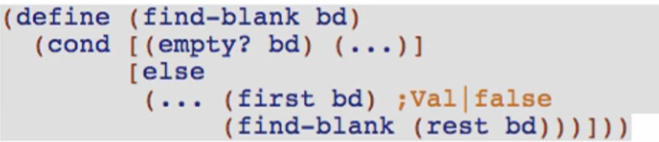 (define (find-blank bd)
(cond [(empty? bd) (...)]
[else
(... (first bd) ;Val|false
(find-blank (rest bd)))]))